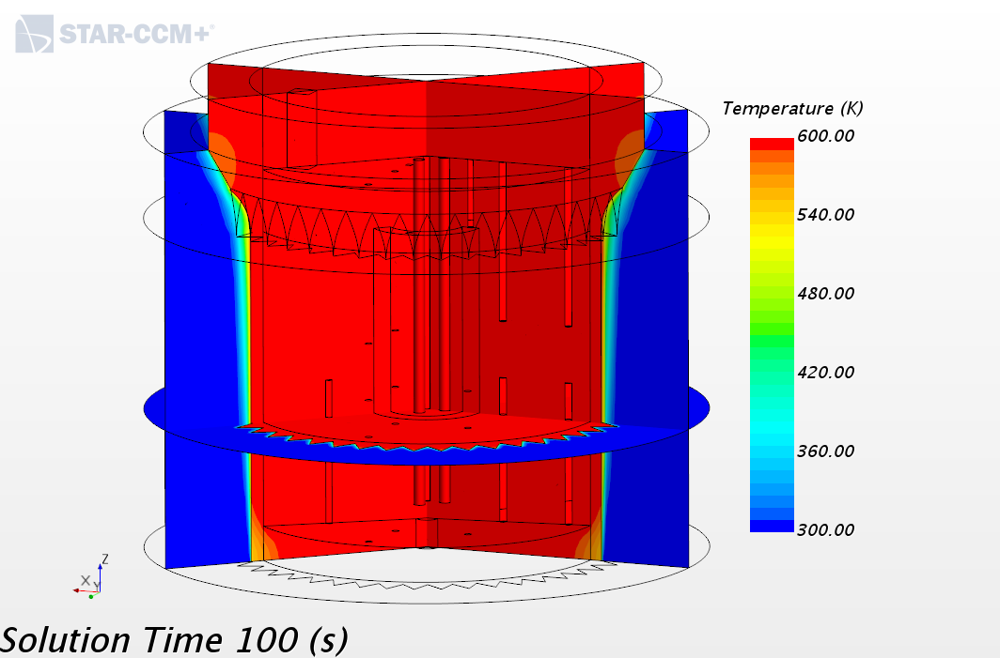 STAR-CCM+®
Temperature (K)
600.00
540.00
480.00
420.00
360.00
300.00
Z
X
Y
Solution Time 100 (s)